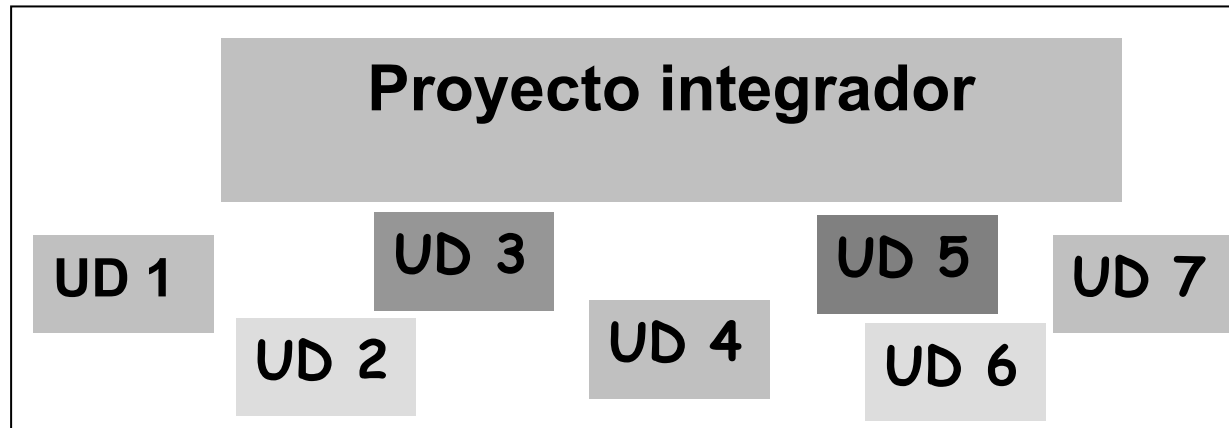 Proyecto integrador
UD 1
UD 2
UD 3
UD 4
UD 5
UD 6
UD 7